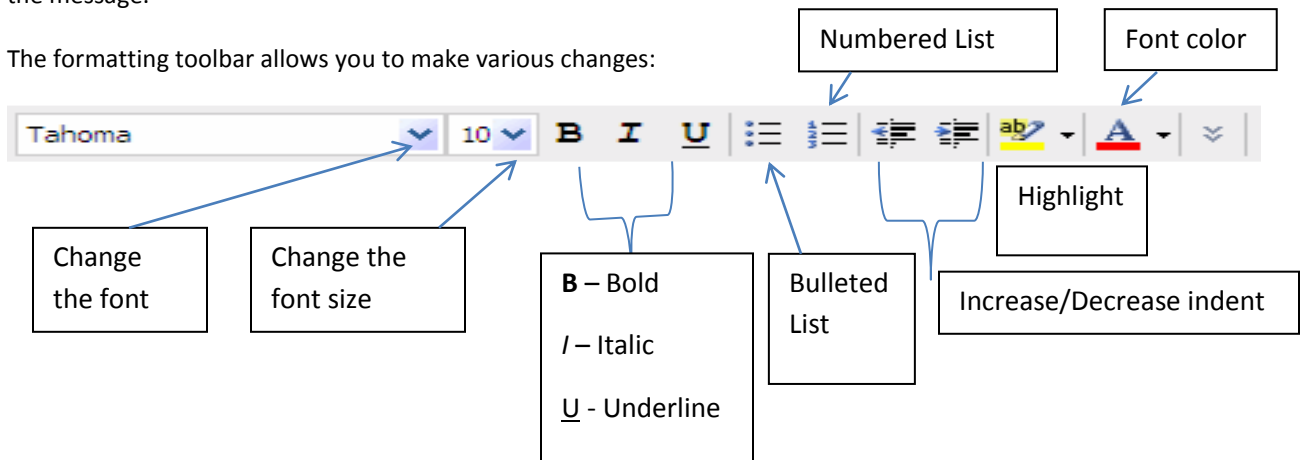 the message.
The formatting toolbar allows you to make various changes:
Numbered List
Font color
Tahoma
10
B I U
ab
A
Highlight
Change
the font
Change the
font size
B – Bold
I – Italic
U - Underline
Bulleted
List
Increase/Decrease indent